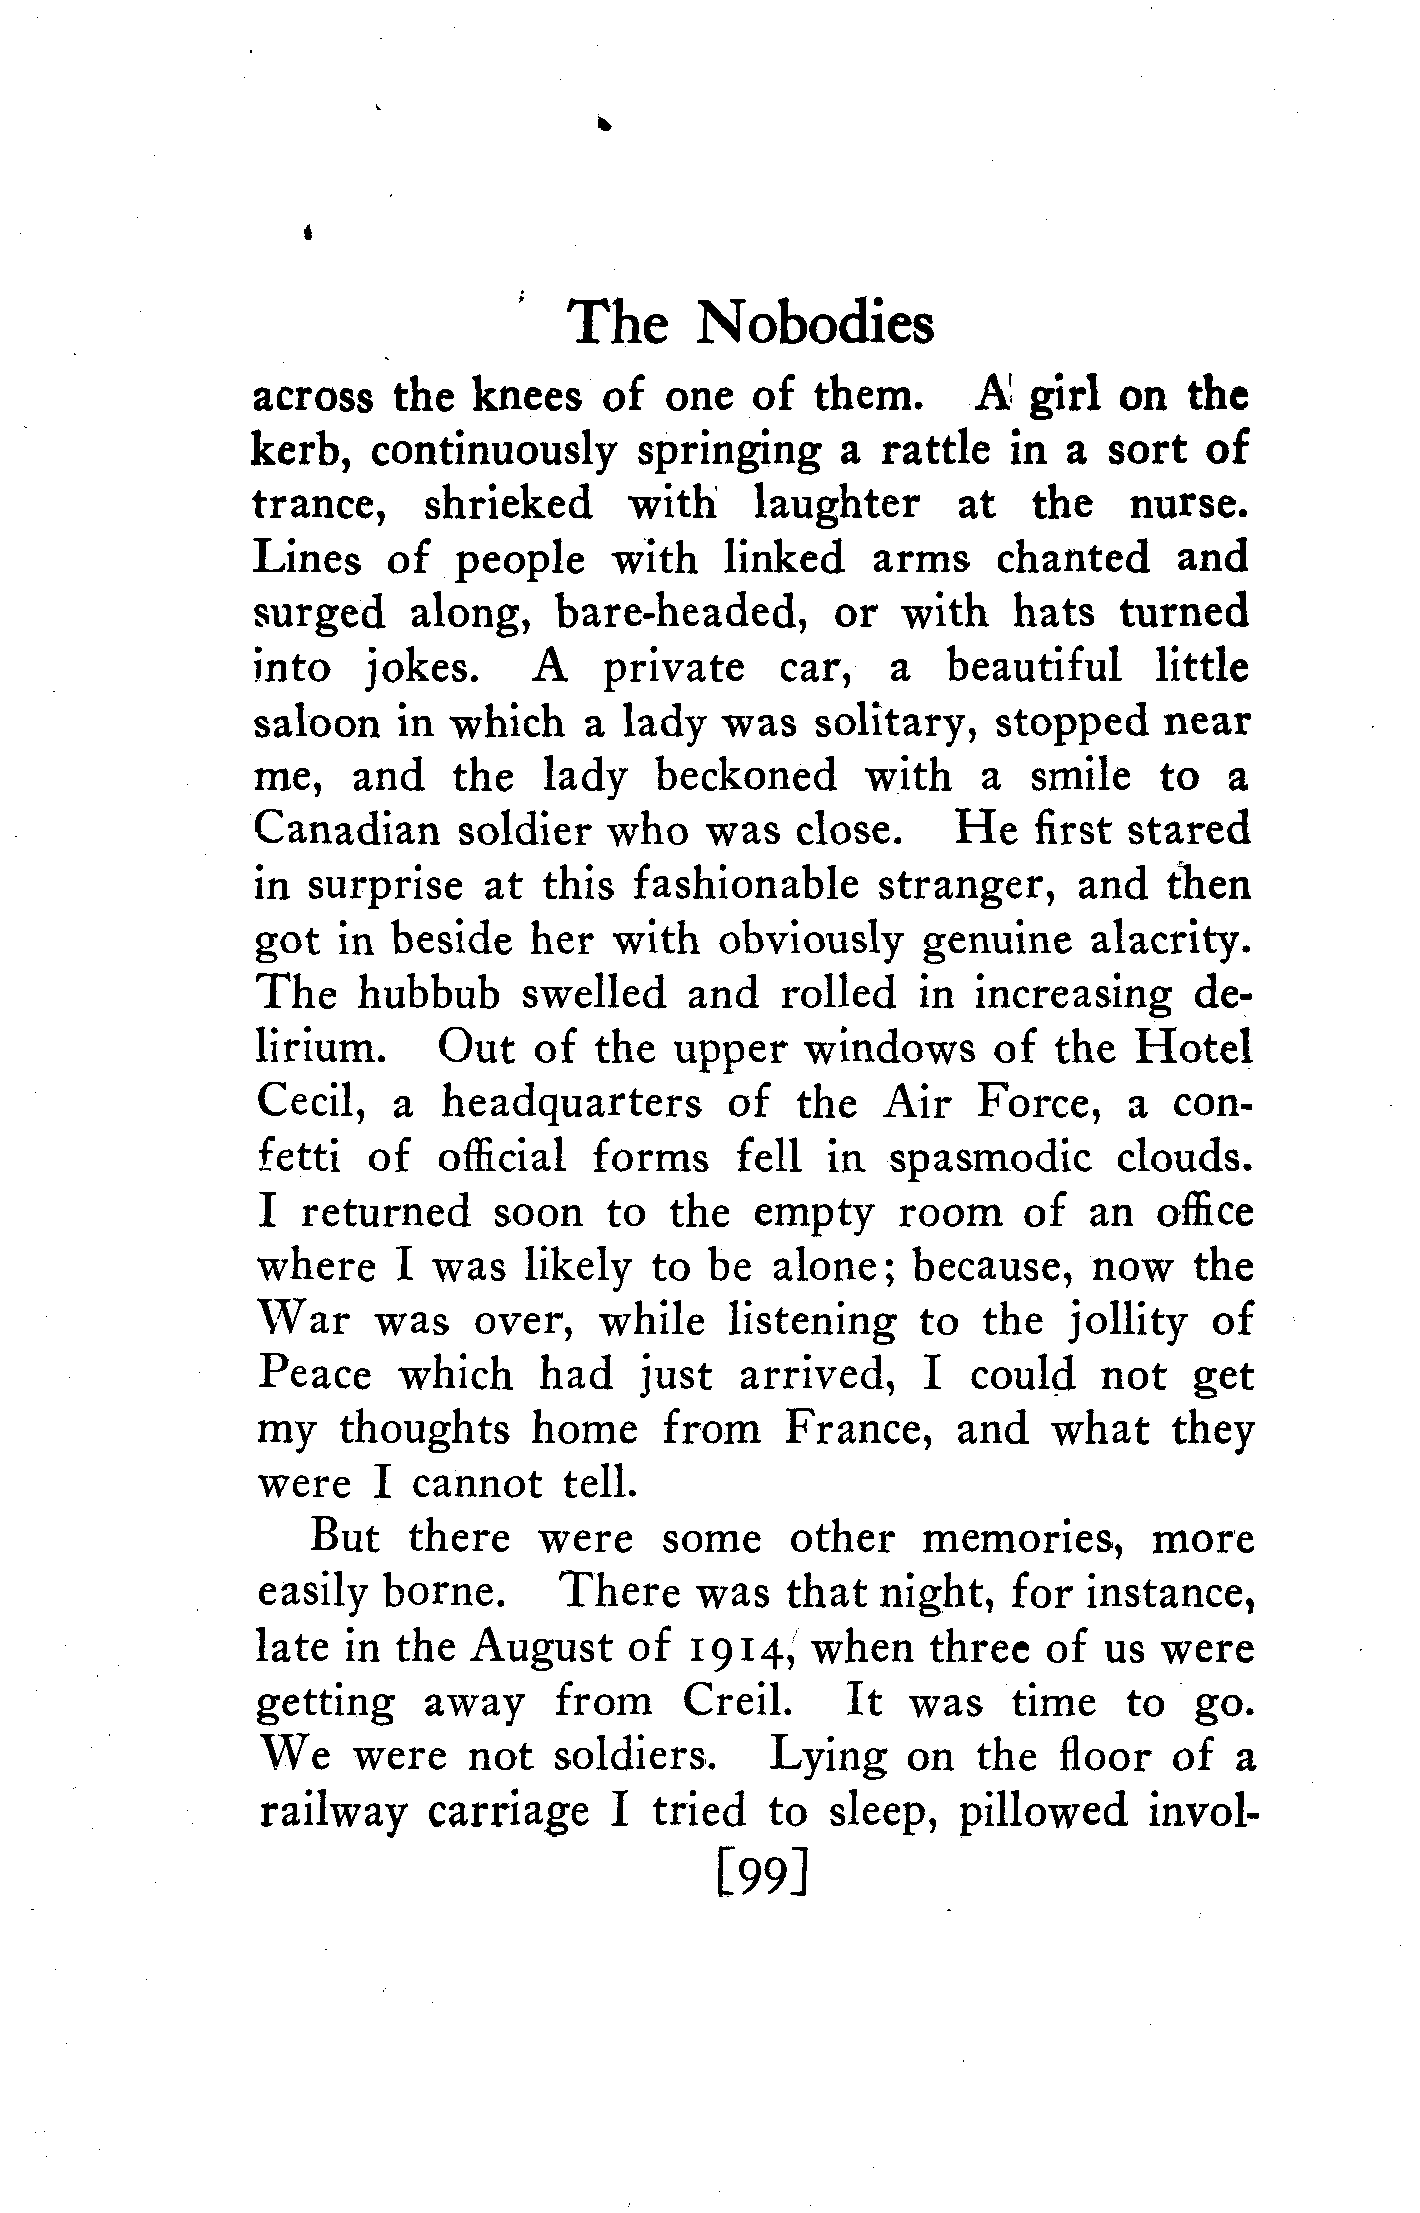 The Nobodies
across the knees of one of them. A girl on the
kerb, continuously springing a rattle in a sort of
trance, shrieked with laughter at the nurse.
Lines of people with linked arms chanted and
surged along, bare-headed, or with hats turned
into jokes. A private car, a beautiful little
saloon in which a lady was solitary, stopped near
me, and the lady beckoned with a smile to a
Canadian soldier who was close. He first stared
in surprise at this fashionable stranger, and then
got in beside her with obviously genuine alacrity.
The hubbub swelled and rolled in increasing de-
lirium. Out of the upper windows of the Hotel
Cecil, a headquarters of the Air Force, a con-
fetti of official forms fell in spasmodic clouds.
I returned soon to the empty room of an office
where I was likely to be alone; because, now the
War was over, while listening to the jollity of
Peace which had just arrived, I could not get
my thoughts home from France, and what they
were I cannot tell.
But there were some other memories, more
easily borne. There was that night, for instance,
late in the August of 1914, when three of us were
getting away from Creil. It was time to go.
We were not soldiers. Lying on the floor of a
railway carriage I tried to sleep, pillowed invol-
[99]